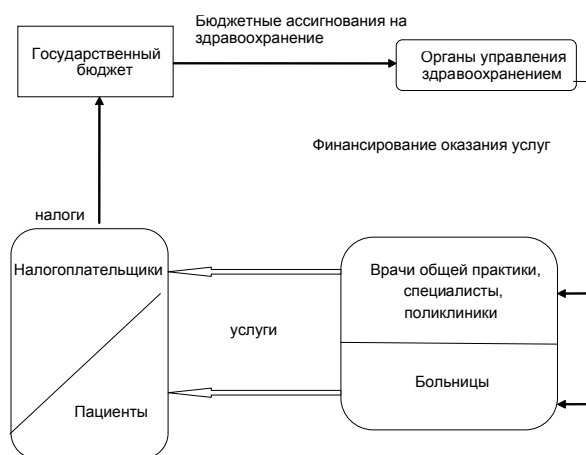 Бюджетные ассигнования на
здравоохранение
Государственный
бюджет
Органы управления
здравоохранением
Финансирование оказания услуг
налоги
Налогоплательщики
Врачи общей практики,
специалисты,
поликлиники
услуги
Больницы
Пациенты